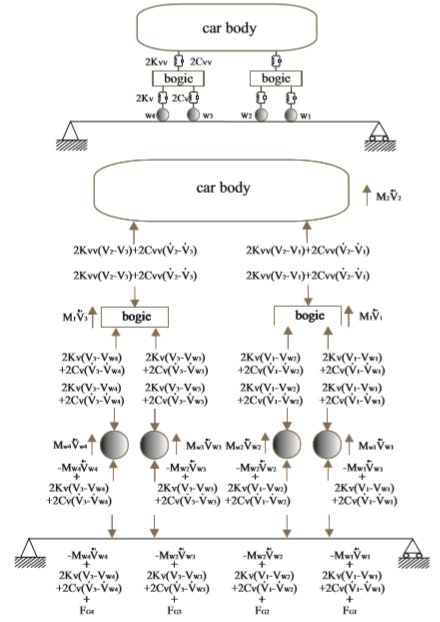 car body
2Kvv 2Cvv
bogie bogie
2Kv 2Cv
W4 W3 W2 W1
car body
M₂V̈₂
2Kvv(V₂-V₃)+2Cvv(V̇₂-V̇₃) 2Kvv(V₂-V₁)+2Cvv(V̇₂-V̇₁)
2Kvv(V₂-V₃)+2Cvv(V̇₂-V̇₃) 2Kvv(V₂-V₁)+2Cvv(V̇₂-V̇₁)
M₃V̈₃ bogie bogie M₁V̈₁
2Kv(V₃-Vw4) 2Kv(V₃-Vw3) 2Kv(V₁-Vw2) 2Kv(V₁-Vw1)
+2Cv(V̇₃-V̇w4) +2Cv(V̇₃-V̇w3) +2Cv(V̇₁-V̇w2) +2Cv(V̇₁-V̇w1)
2Kv(V₃-Vw4) 2Kv(V₃-Vw3) 2Kv(V₁-Vw2) 2Kv(V₁-Vw1)
+2Cv(V̇₃-V̇w4) +2Cv(V̇₃-V̇w3) +2Cv(V̇₁-V̇w2) +2Cv(V̇₁-V̇w1)
Mw4V̈w4 Mw3V̈w3 Mw2V̈w2 Mw1V̈w1
-Mw4V̈w4 -Mw2V̈w3 -Mw2V̈w2 -Mw1V̈w1
+ + + +
2Kv(V₃-Vw4) 2Kv(V₃-Vw3) 2Kv(V₁-Vw2) 2Kv(V₁-Vw1)
+2Cv(V̇₃-V̇w4) +2Cv(V̇₃-V̇w3) +2Cv(V̇₁-V̇w2) +2Cv(V̇₁-V̇w1)
-Mw4V̈w4 -Mw2V̈w3 -Mw2V̈w2 -Mw1V̈w1
+ + + +
2Kv(V₃-Vw4) 2Kv(V₃-Vw3) 2Kv(V₁-Vw2) 2Kv(V₁-Vw1)
+2Cv(V̇₃-V̇w4) +2Cv(V̇₃-V̇w3) +2Cv(V̇₁-V̇w2) +2Cv(V̇₁-V̇w1)
+ + + +
FG4 FG3 FG2 FG1